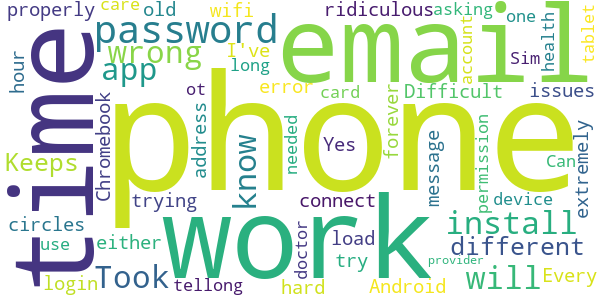 care
old
wifi
ridiculous
asking
properly
password
email
account
one
Sim
health
tablet
time
hour
wrong
I've
long
app
error
card
Difficult
issues
phone
Chromebook
ot
address
know
needed
Yes
forever
message
permission
Keeps
Can
extremely
trying
connect
device
work
circles
either
doctor
load
install
use
try
different
provider
login
Took
tellong
hard
Android
will
Every